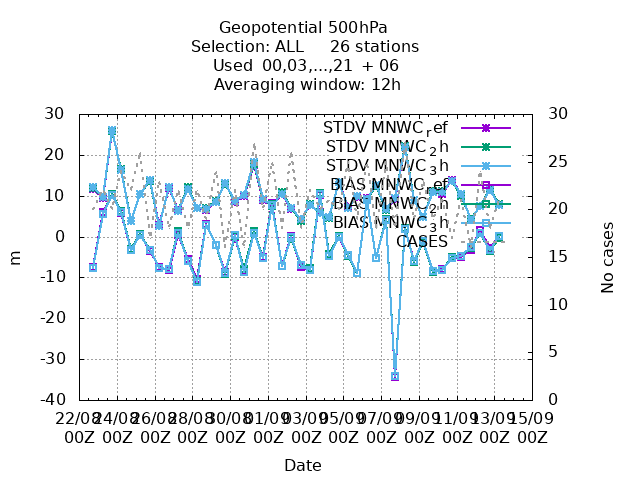 Geopotential 500hPa
Selection: ALL     26 stations
Used  00,03,...,21  + 06
Averaging window: 12h
30 30
STDV MNWC_ref
STDV MNWC_2h
20 25
STDV MNWC_3h
BIAS MNWC_ref
10 20
BIAS MNWC_2h
BIAS MNWC_3h
0 CASES 15
m
No cases
-10
-20 10
-30 5
-40 0
22/08 24/08 26/08 28/08 30/08 01/09 03/09 05/09 07/09 09/09 11/09 13/09 15/09
00Z 00Z 00Z 00Z 00Z 00Z 00Z 00Z 00Z 00Z 00Z 00Z 00Z
Date